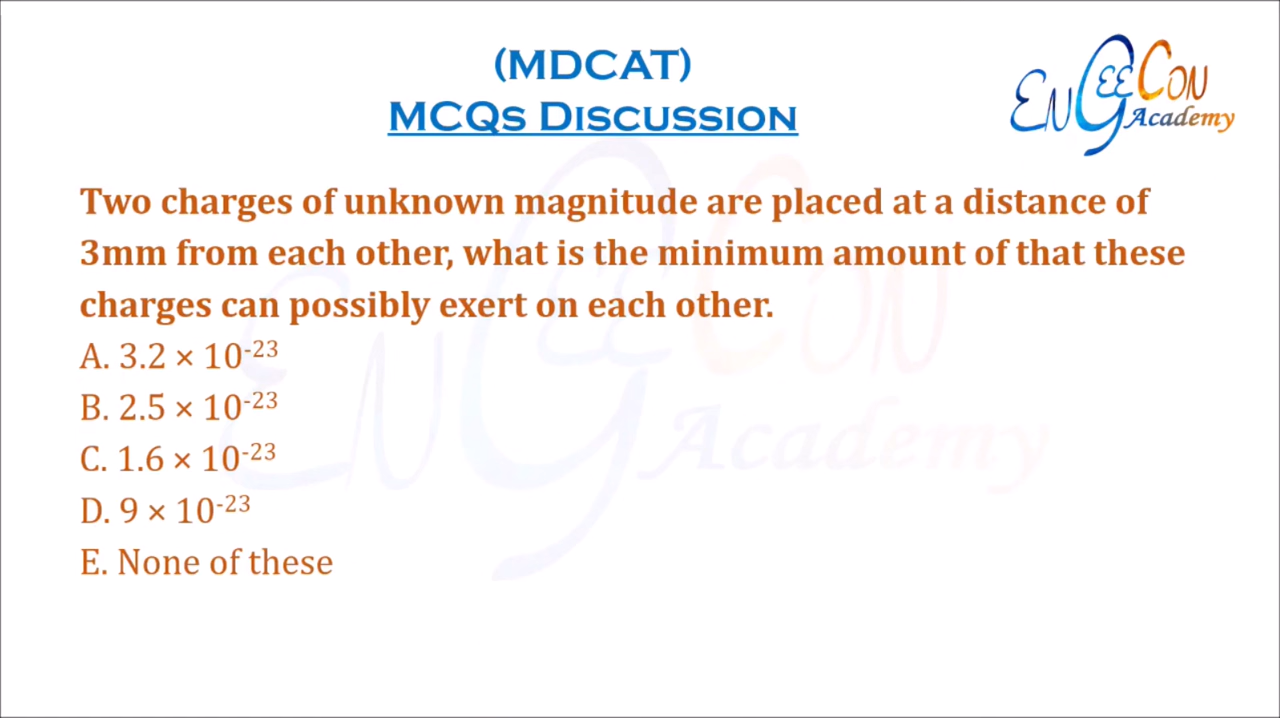 (MDCAT)
MCQs Discussion
EnGeeCon
Academy
Two charges of unknown magnitude are placed at a distance of
3mm from each other, what is the minimum amount of that these
charges can possibly exert on each other.
A. 3.2 × 10⁻²³
B. 2.5 × 10⁻²³
C. 1.6 × 10⁻²³
D. 9 × 10⁻²³
E. None of these
EnGeeCon
Academy